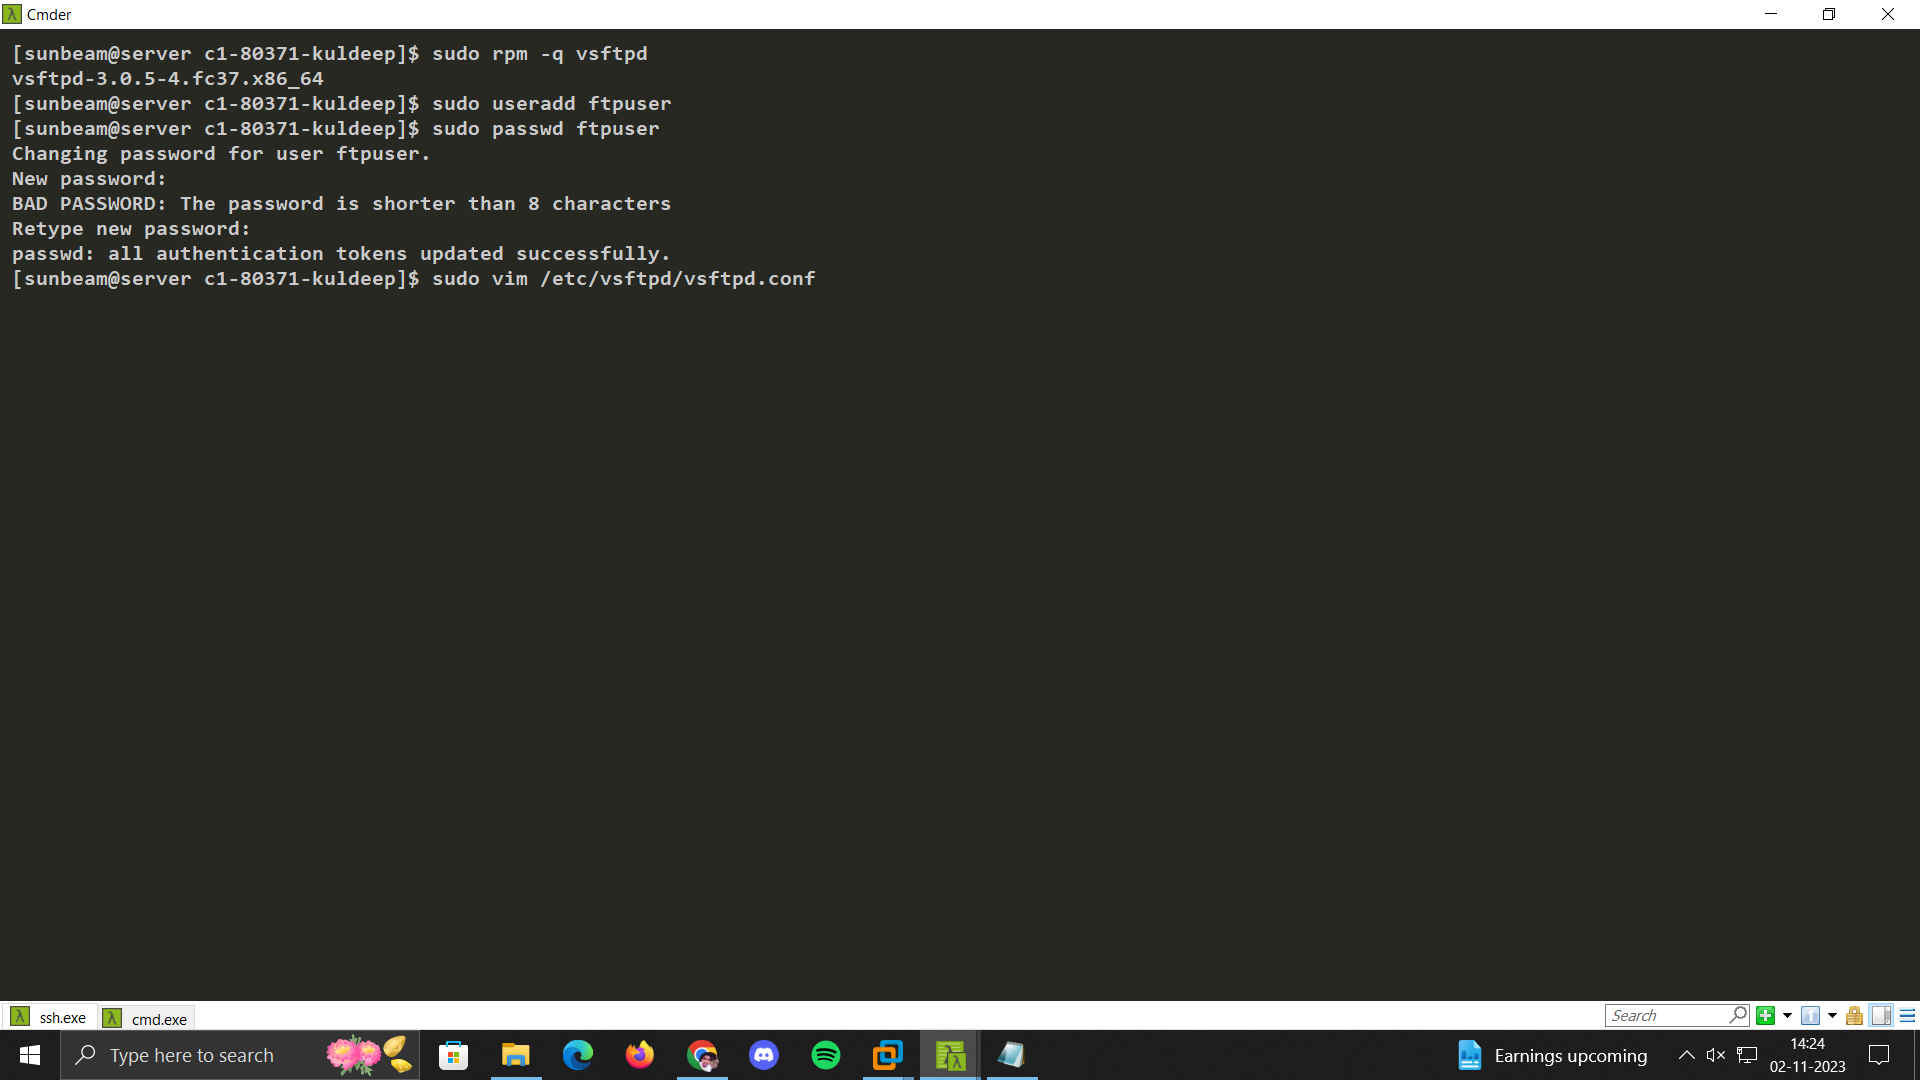 Cmder
[sunbeam@server c1-80371-kuldeep]$ sudo rpm -q vsftpd
vsftpd-3.0.5-4.fc37.x86_64
[sunbeam@server c1-80371-kuldeep]$ sudo useradd ftpuser
[sunbeam@server c1-80371-kuldeep]$ sudo passwd ftpuser
Changing password for user ftpuser.
New password:
BAD PASSWORD: The password is shorter than 8 characters
Retype new password:
passwd: all authentication tokens updated successfully.
[sunbeam@server c1-80371-kuldeep]$ sudo vim /etc/vsftpd/vsftpd.conf
ssh.exe
cmd.exe
Search
Type here to search
Earnings upcoming
14:24
02-11-2023